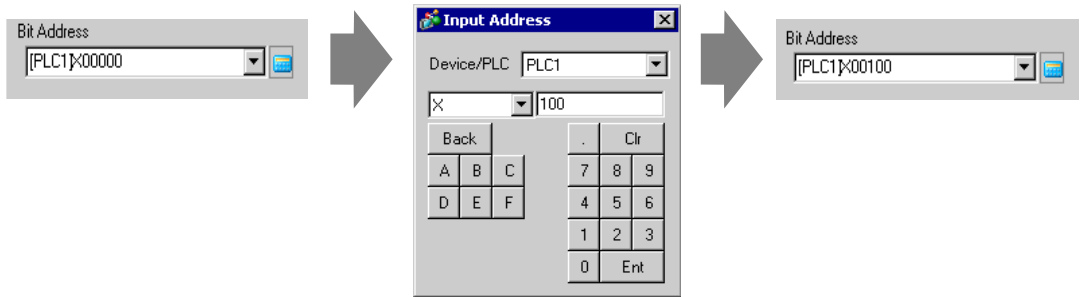 Bit Address
[PLC1]X00000
Input Address
Device/PLC PLC1
X 100
Back . Clr
A B C 7 8 9
D E F 4 5 6
1 2 3
0 Ent
Bit Address
[PLC1]X00100